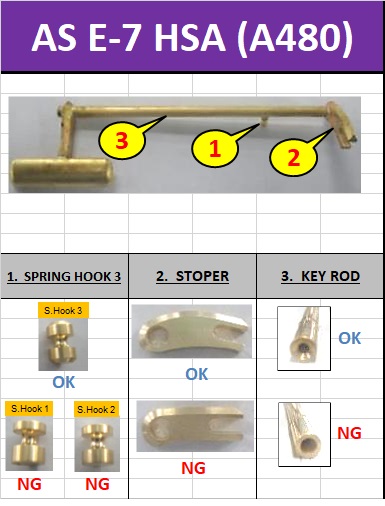 AS E-7 HSA (A480)
3
1
2
1. SPRING HOOK 3
2. STOPER
3. KEY ROD
S.Hook 3
OK
OK
OK
S.Hook 1
S.Hook 2
NG
NG
NG
NG